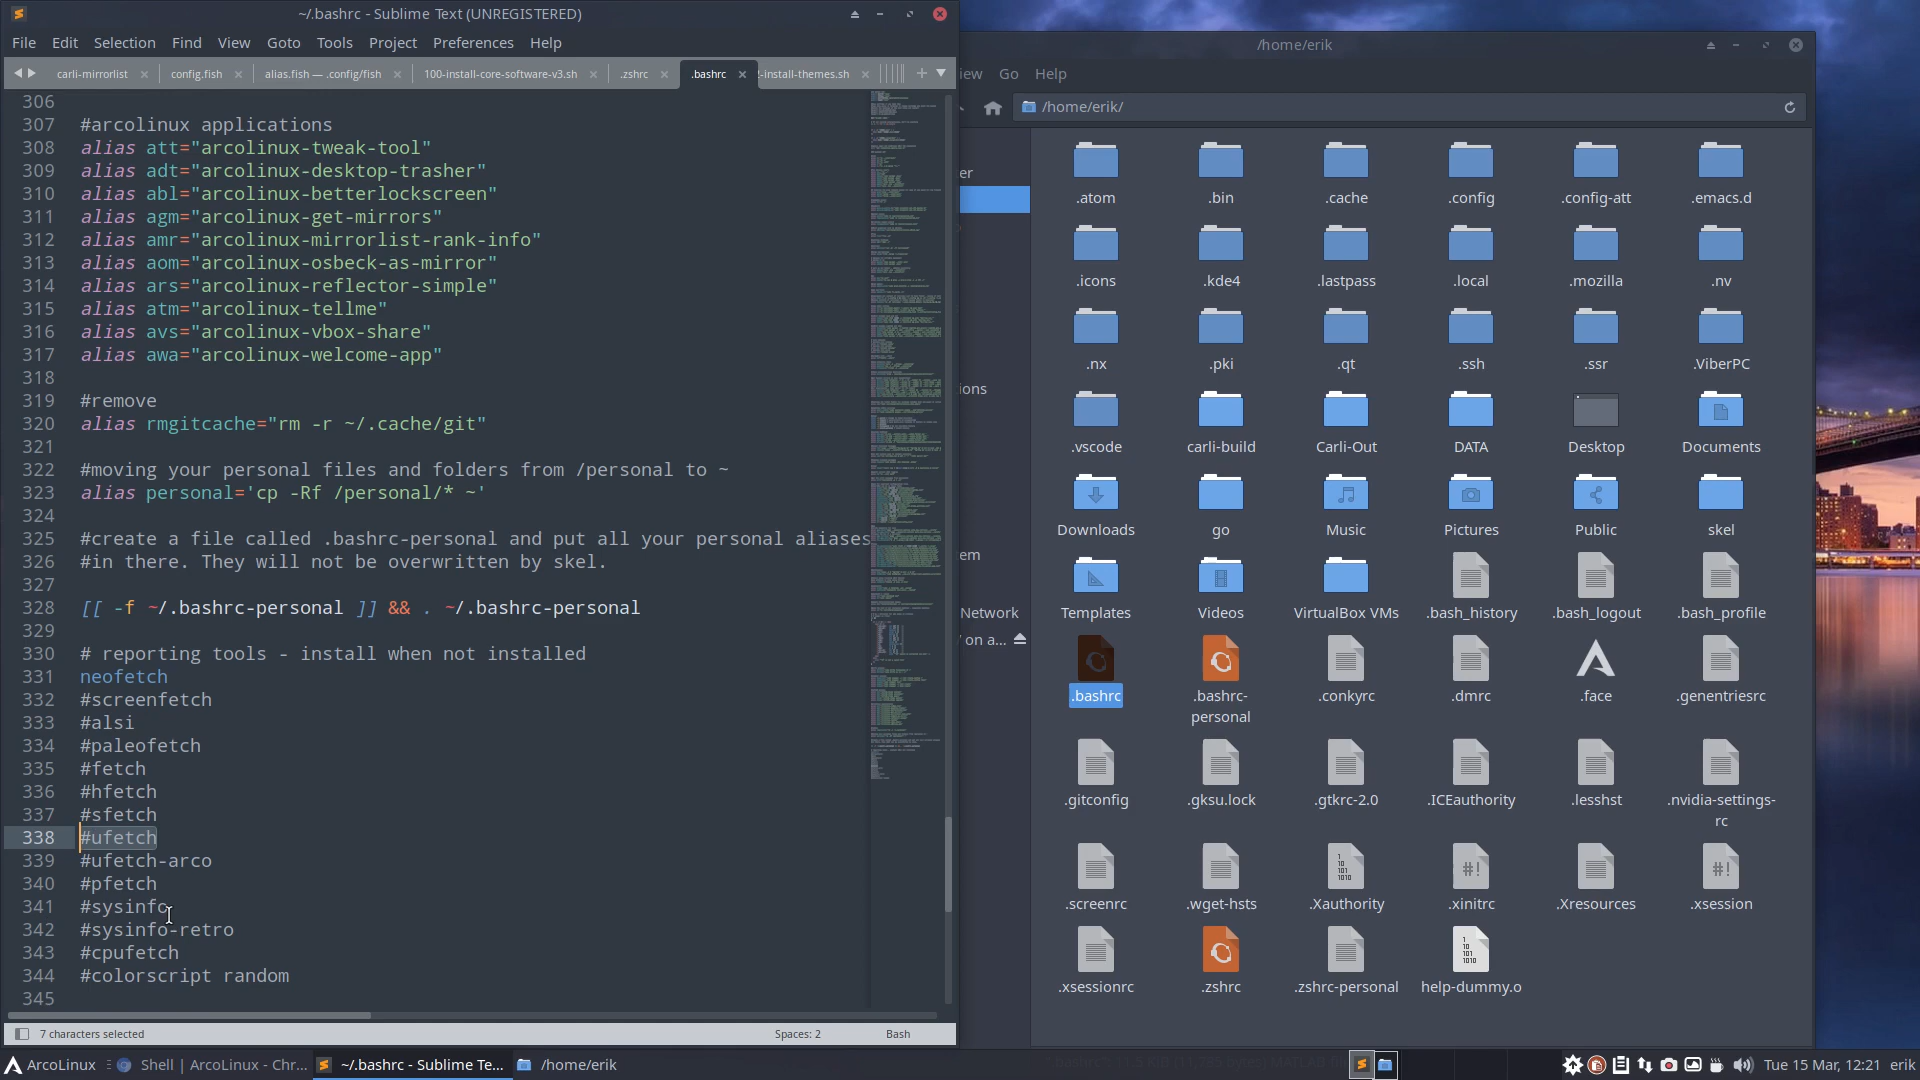 ~/.bashrc - Sublime Text (UNREGISTERED)
File Edit Selection Find View Goto Tools Project Preferences Help
carli-mirrorlist config.fish alias.fish — .config/fish 100-install-core-software-v3.sh .zshrc .bashrc 2-install-themes.sh
306
307 #arcolinux applications
308 alias att="arcolinux-tweak-tool"
309 alias adt="arcolinux-desktop-trasher"
310 alias abl="arcolinux-betterlockscreen"
311 alias agm="arcolinux-get-mirrors"
312 alias amr="arcolinux-mirrorlist-rank-info"
313 alias aom="arcolinux-osbeck-as-mirror"
314 alias ars="arcolinux-reflector-simple"
315 alias atm="arcolinux-tellme"
316 alias avs="arcolinux-vbox-share"
317 alias awa="arcolinux-welcome-app"
318
319 #remove
320 alias rmgitcache="rm -r ~/.cache/git"
321
322 #moving your personal files and folders from /personal to ~
323 alias personal='cp -Rf /personal/* ~'
324
325 #create a file called .bashrc-personal and put all your personal aliases
326 #in there. They will not be overwritten by skel.
327
328 [[ -f ~/.bashrc-personal ]] && . ~/.bashrc-personal
329
330 # reporting tools - install when not installed
331 neofetch
332 #screenfetch
333 #alsi
334 #paleofetch
335 #fetch
336 #hfetch
337 #sfetch
338 #ufetch
339 #ufetch-arco
340 #pfetch
341 #sysinfo
342 #sysinfo-retro
343 #cpufetch
344 #colorscript random
345
7 characters selected Spaces: 2 Bash
/home/erik
iew Go Help
/home/erik/
er
ions
em
Network
on a...
.atom .bin .cache .config .config-att .emacs.d
.icons .kde4 .lastpass .local .mozilla .nv
.nx .pki .qt .ssh .ssr .ViberPC
.vscode carli-build Carli-Out DATA Desktop Documents
Downloads go Music Pictures Public skel
Templates Videos VirtualBox VMs .bash_history .bash_logout .bash_profile
.bashrc .bashrc-personal .conkyrc .dmrc .face .genentriesrc
.gitconfig .gksu.lock .gtkrc-2.0 .ICEauthority .lesshst .nvidia-settings-rc
.screenrc .wget-hsts .Xauthority .xinitrc .Xresources .xsession
.xsessionrc .zshrc .zshrc-personal help-dummy.o
ArcoLinux Shell | ArcoLinux - Chr... ~/.bashrc - Sublime Te... /home/erik Tue 15 Mar, 12:21 erik